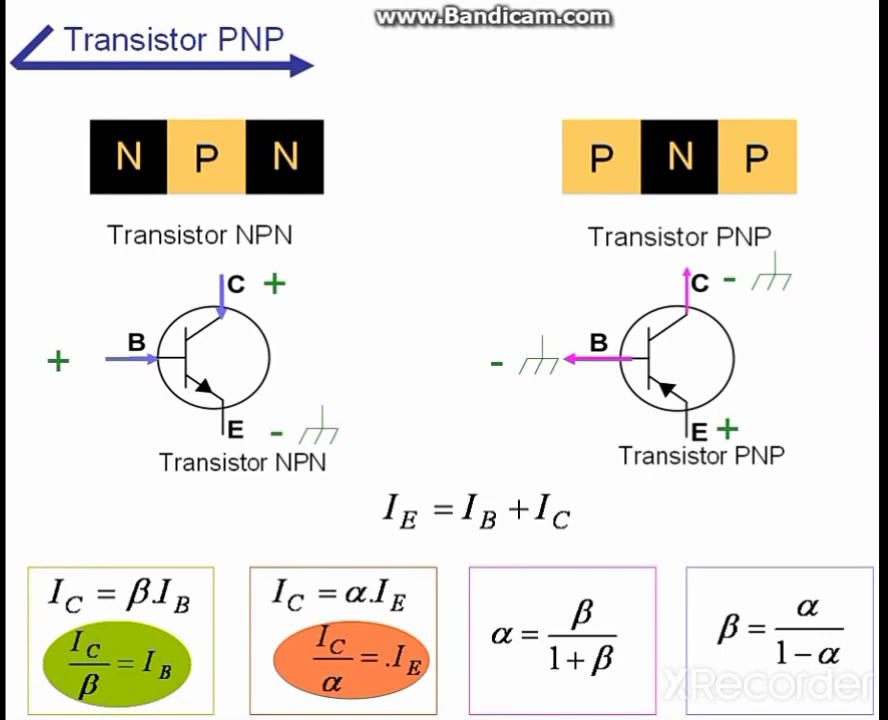 www.Bandicam.com
Transistor PNP
N P N
P N P
Transistor NPN
Transistor PNP
C +
C -
+ B
- B
E -
E +
Transistor NPN
Transistor PNP
I_E = I_B + I_C
I_C = β.I_B
I_C = α.I_E
α = β / (1 + β)
β = α / (1 − α)
I_C / β = I_B
I_C / α = .I_E
XRecorder